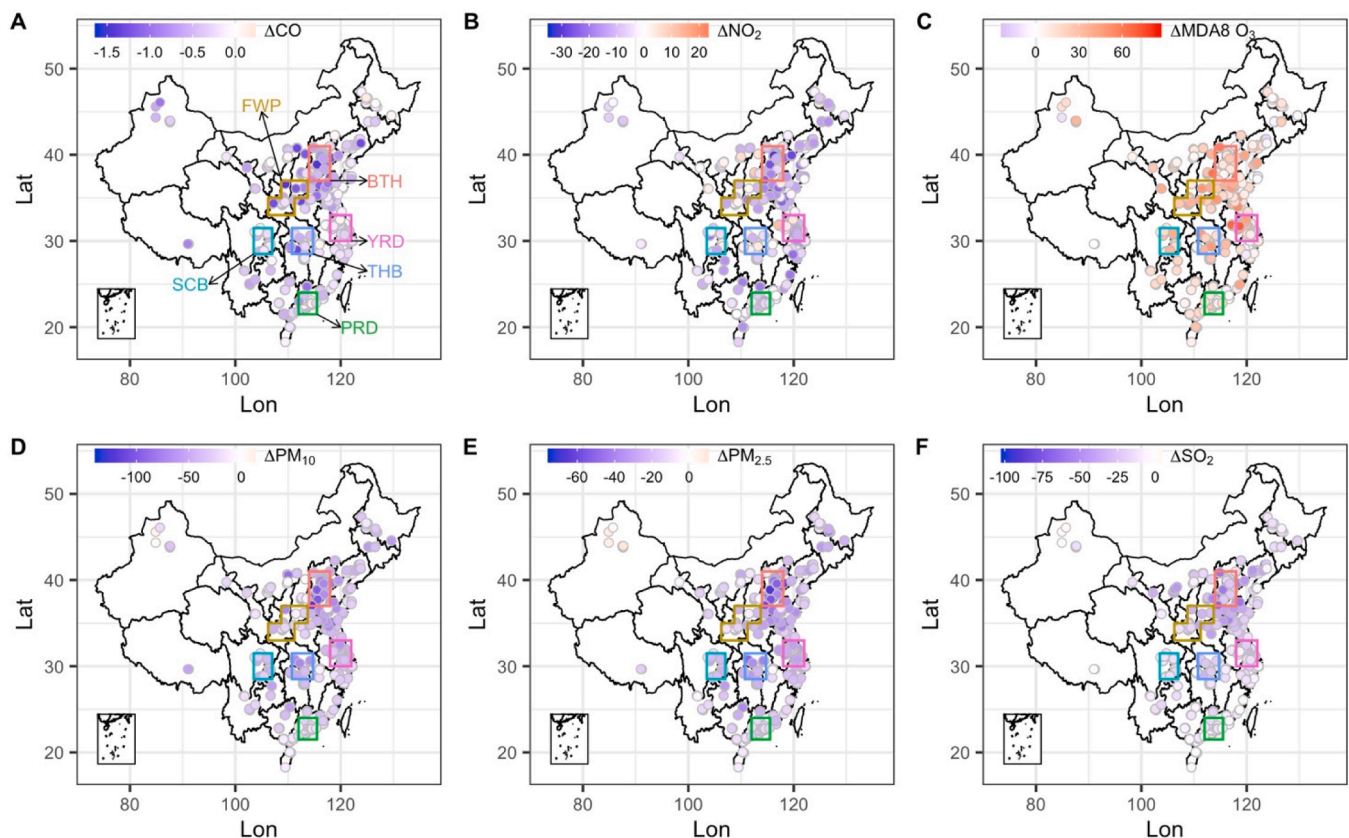 A
ΔCO
-1.5 -1.0 -0.5 0.0
50
40
30
20
Lat
80 100 120
Lon
FWP
BTH
YRD
THB
SCB
PRD
B
ΔNO₂
-30 -20 -10 0 10 20
50
40
30
20
Lat
80 100 120
Lon
C
ΔMDA8 O₃
0 30 60
50
40
30
20
Lat
80 100 120
Lon
D
ΔPM₁₀
-100 -50 0
50
40
30
20
Lat
80 100 120
Lon
E
ΔPM₂.₅
-60 -40 -20 0
50
40
30
20
Lat
80 100 120
Lon
F
ΔSO₂
-100 -75 -50 -25 0
50
40
30
20
Lat
80 100 120
Lon